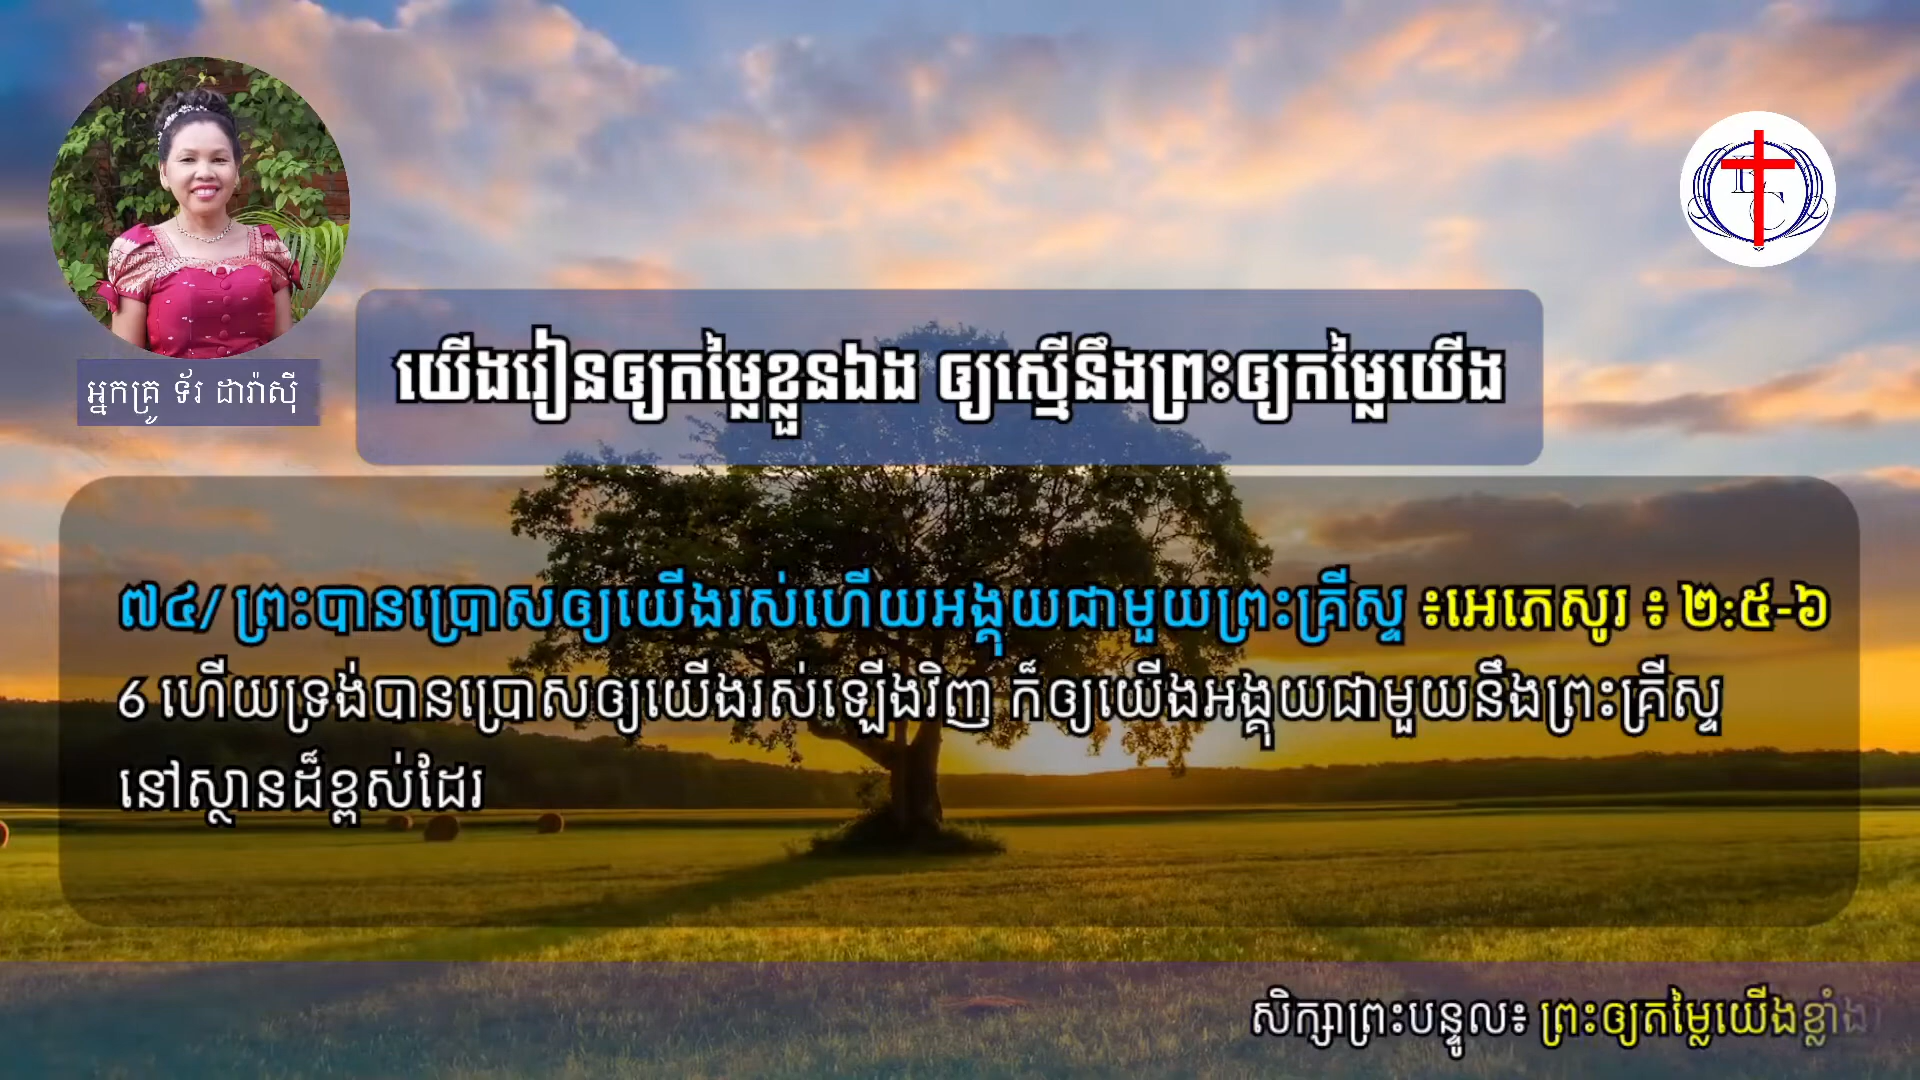 អ្នកគ្រូ ទ័រ ដារ៉ាស៊ី
យើងរៀនឲ្យតម្លៃខ្លួនឯង ឲ្យស្មើនឹងព្រះឲ្យតម្លៃយើង
៧៤/ ព្រះបានប្រោសឲ្យយើងរស់ហើយអង្គុយជាមួយព្រះគ្រីស្ទ ៖អេភេសូរ ៖ ២:៥-៦
6 ហើយទ្រង់បានប្រោសឲ្យយើងរស់ឡើងវិញ ក៏ឲ្យយើងអង្គុយជាមួយនឹងព្រះគ្រីស្ទ
នៅស្ថានដ៏ខ្ពស់ដែរ
សិក្សាព្រះបន្ទូល៖ ព្រះឲ្យតម្លៃយើងខ្លាំង